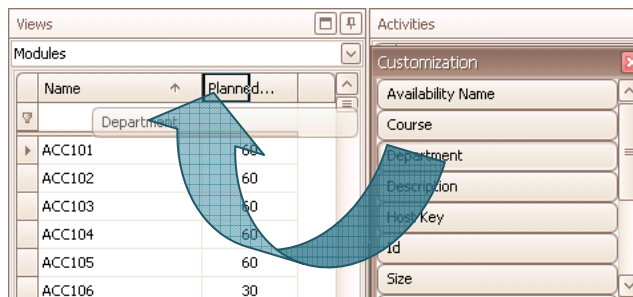 Views
Activities
Modules
Customization
Name
Planned...
Availability Name
Department
Course
ACC101 60
Department
ACC102 60
Description
ACC103 60
Host Key
ACC104 60
Id
ACC105 60
Size
ACC106 30